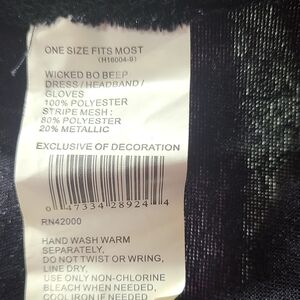 ONE SIZE FITS MOST
(H16004-9)
WICKED BO BEEP
DRESS / HEADBAND /
GLOVES
100% POLYESTER
STRIPE MESH :
80% POLYESTER
20% METALLIC
EXCLUSIVE OF DECORATION
0 47334 28924 4
RN42000
HAND WASH WARM
SEPARATELY,
DO NOT TWIST OR WRING,
LINE DRY,
USE ONLY NON-CHLORINE
BLEACH WHEN NEEDED,
COOL IRON IF NEEDED